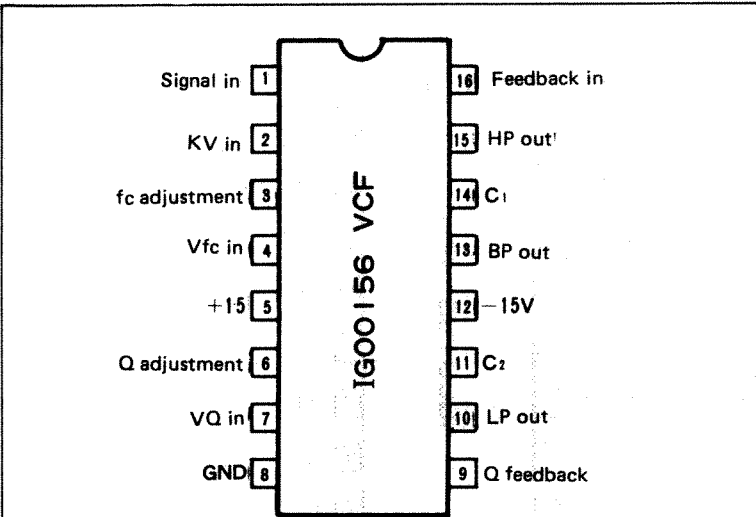 Signal in 1
KV in 2
fc adjustment 3
Vfc in 4
+15 5
Q adjustment 6
VQ in 7
GND 8
IG00156 VCF
16 Feedback in
15 HP out
14 C1
13 BP out
12 -15V
11 C2
10 LP out
9 Q feedback